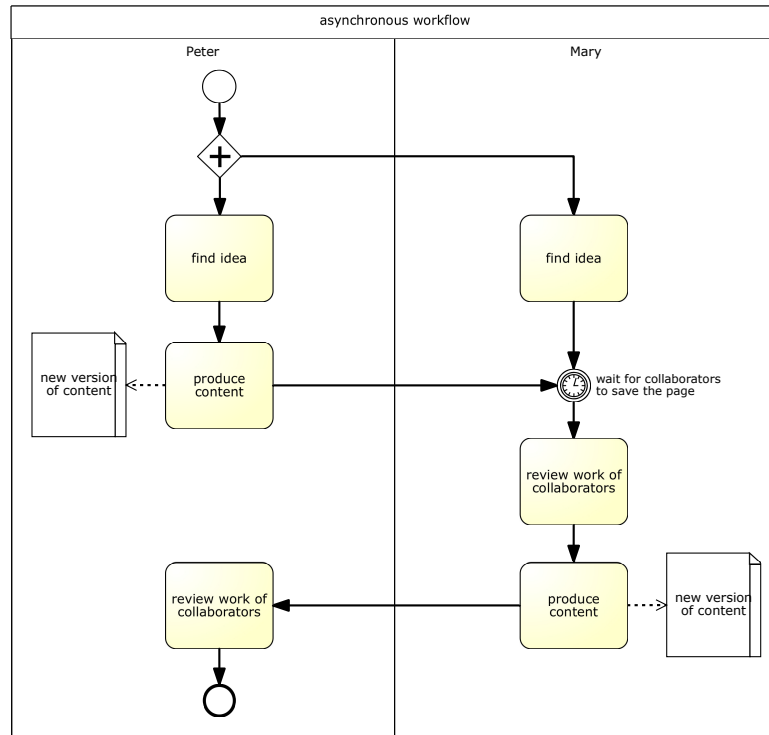 asynchronous workflow
Peter
Mary
find idea
find idea
new version
of content
produce
content
wait for collaborators
to save the page
review work of
collaborators
review work of
collaborators
produce
content
new version
of content